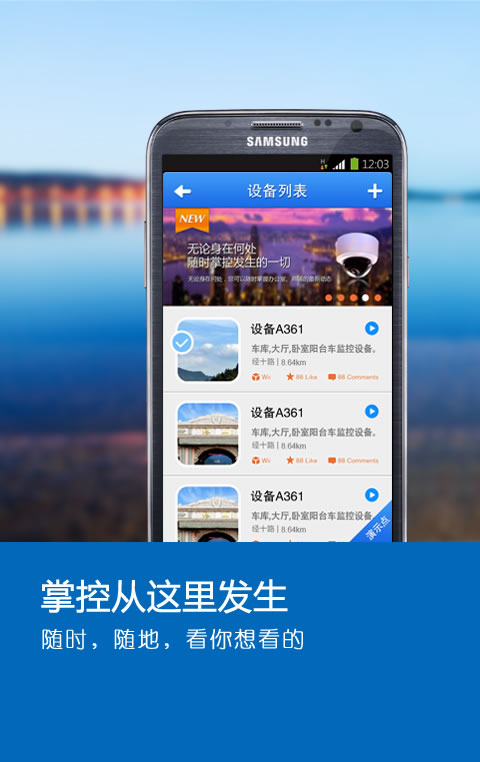 SAMSUNG
H 12:03
设备列表
NEW
无论身在何处
随时掌控发生的一切
设备A361
车库,大厅,卧室阳台车监控设备。
经十路 | 8.64km
Wii 88 Like 88 Comments
设备A361
车库,大厅,卧室阳台车监控设备。
经十路 | 8.64km
Wii 88 Like 88 Comments
设备A361
车库,大厅,卧室阳台车监控设备
经十路 | 8.64km
演示点
掌控从这里发生
随时，随地，看你想看的